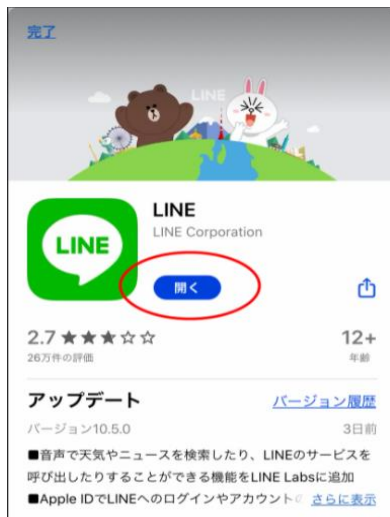 完了
LINE
LINE
LINE Corporation
LINE
開く
2.7 ★★★☆☆
12+
26万件の評価
年齢
アップデート
バージョン履歴
バージョン10.5.0
3日前
■音声で天気やニュースを検索したり、LINEのサービスを
呼び出したりすることができる機能をLINE Labsに追加
■Apple IDでLINEへのログインやアカウント
さらに表示